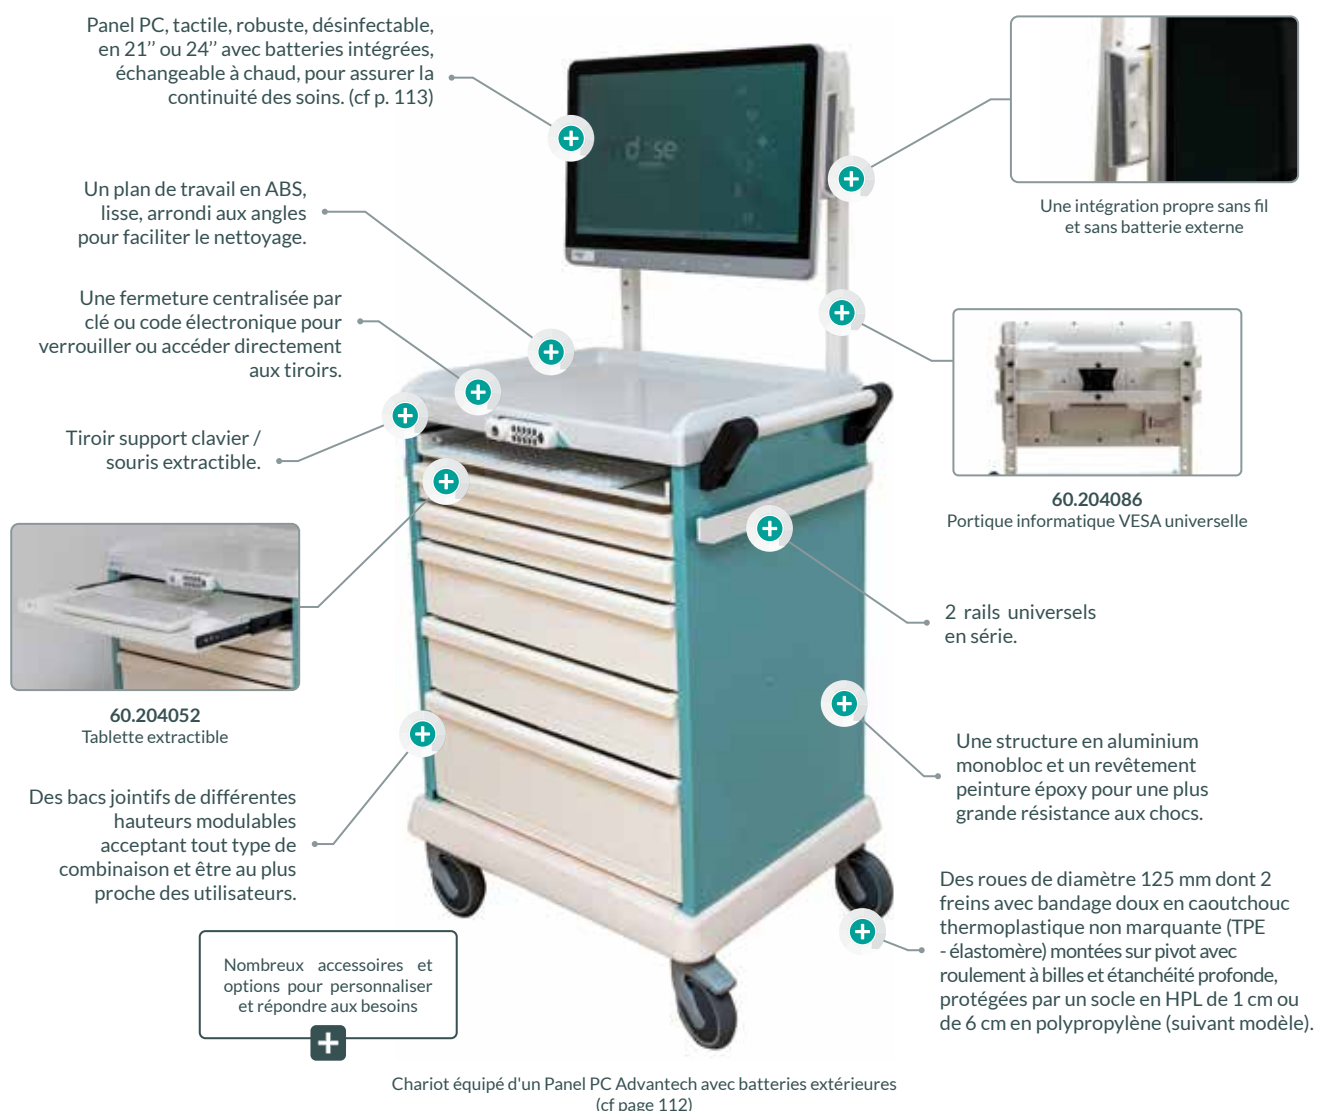 Panel PC, tactile, robuste, désinfectable,
en 21’’ ou 24’’ avec batteries intégrées,
échangeable à chaud, pour assurer la
continuité des soins. (cf p. 113)
Un plan de travail en ABS,
lisse, arrondi aux angles
pour faciliter le nettoyage.
Une fermeture centralisée par
clé ou code électronique pour
verrouiller ou accéder directement
aux tiroirs.
Tiroir support clavier /
souris extractible.
60.204052
Tablette extractible
Des bacs jointifs de différentes
hauteurs modulables
acceptant tout type de
combinaison et être au plus
proche des utilisateurs.
Nombreux accessoires et
options pour personnaliser
et répondre aux besoins
Une intégration propre sans fil
et sans batterie externe
60.204086
Portique informatique VESA universelle
2 rails universels
en série.
Une structure en aluminium
monobloc et un revêtement
peinture époxy pour une plus
grande résistance aux chocs.
Des roues de diamètre 125 mm dont 2
freins avec bandage doux en caoutchouc
thermoplastique non marquante (TPE
- élastomère) montées sur pivot avec
roulement à billes et étanchéité profonde,
protégées par un socle en HPL de 1 cm ou
de 6 cm en polypropylène (suivant modèle).
Chariot équipé d'un Panel PC Advantech avec batteries extérieures
(cf page 112)